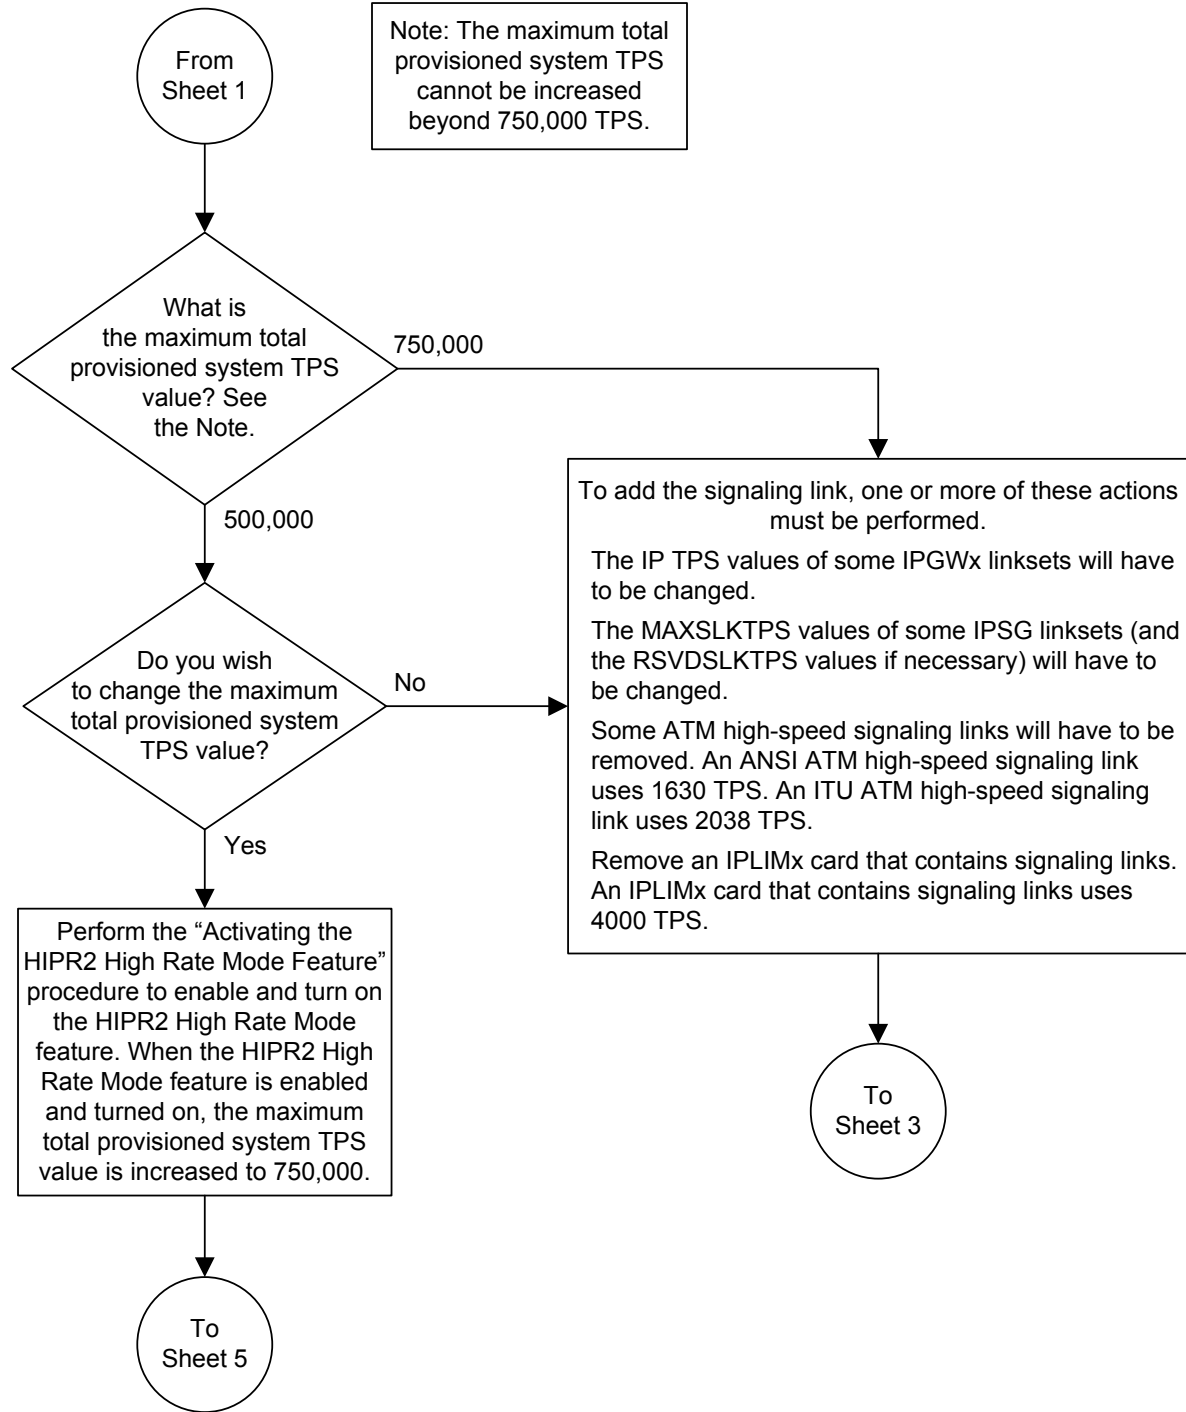 From
Sheet 1
Note: The maximum total
provisioned system TPS
cannot be increased
beyond 750,000 TPS.
What is
the maximum total
provisioned system TPS
value? See
the Note.
750,000
500,000
To add the signaling link, one or more of these actions
must be performed.
The IP TPS values of some IPGWx linksets will have
to be changed.
The MAXSLKTPS values of some IPSG linksets (and
the RSVDSLKTPS values if necessary) will have to
be changed.
Some ATM high-speed signaling links will have to be
removed. An ANSI ATM high-speed signaling link
uses 1630 TPS. An ITU ATM high-speed signaling
link uses 2038 TPS.
Remove an IPLIMx card that contains signaling links.
An IPLIMx card that contains signaling links uses
4000 TPS.
Do you wish
to change the maximum
total provisioned system
TPS value?
No
Yes
Perform the “Activating the
HIPR2 High Rate Mode Feature”
procedure to enable and turn on
the HIPR2 High Rate Mode
feature. When the HIPR2 High
Rate Mode feature is enabled
and turned on, the maximum
total provisioned system TPS
value is increased to 750,000.
To
Sheet 3
To
Sheet 5